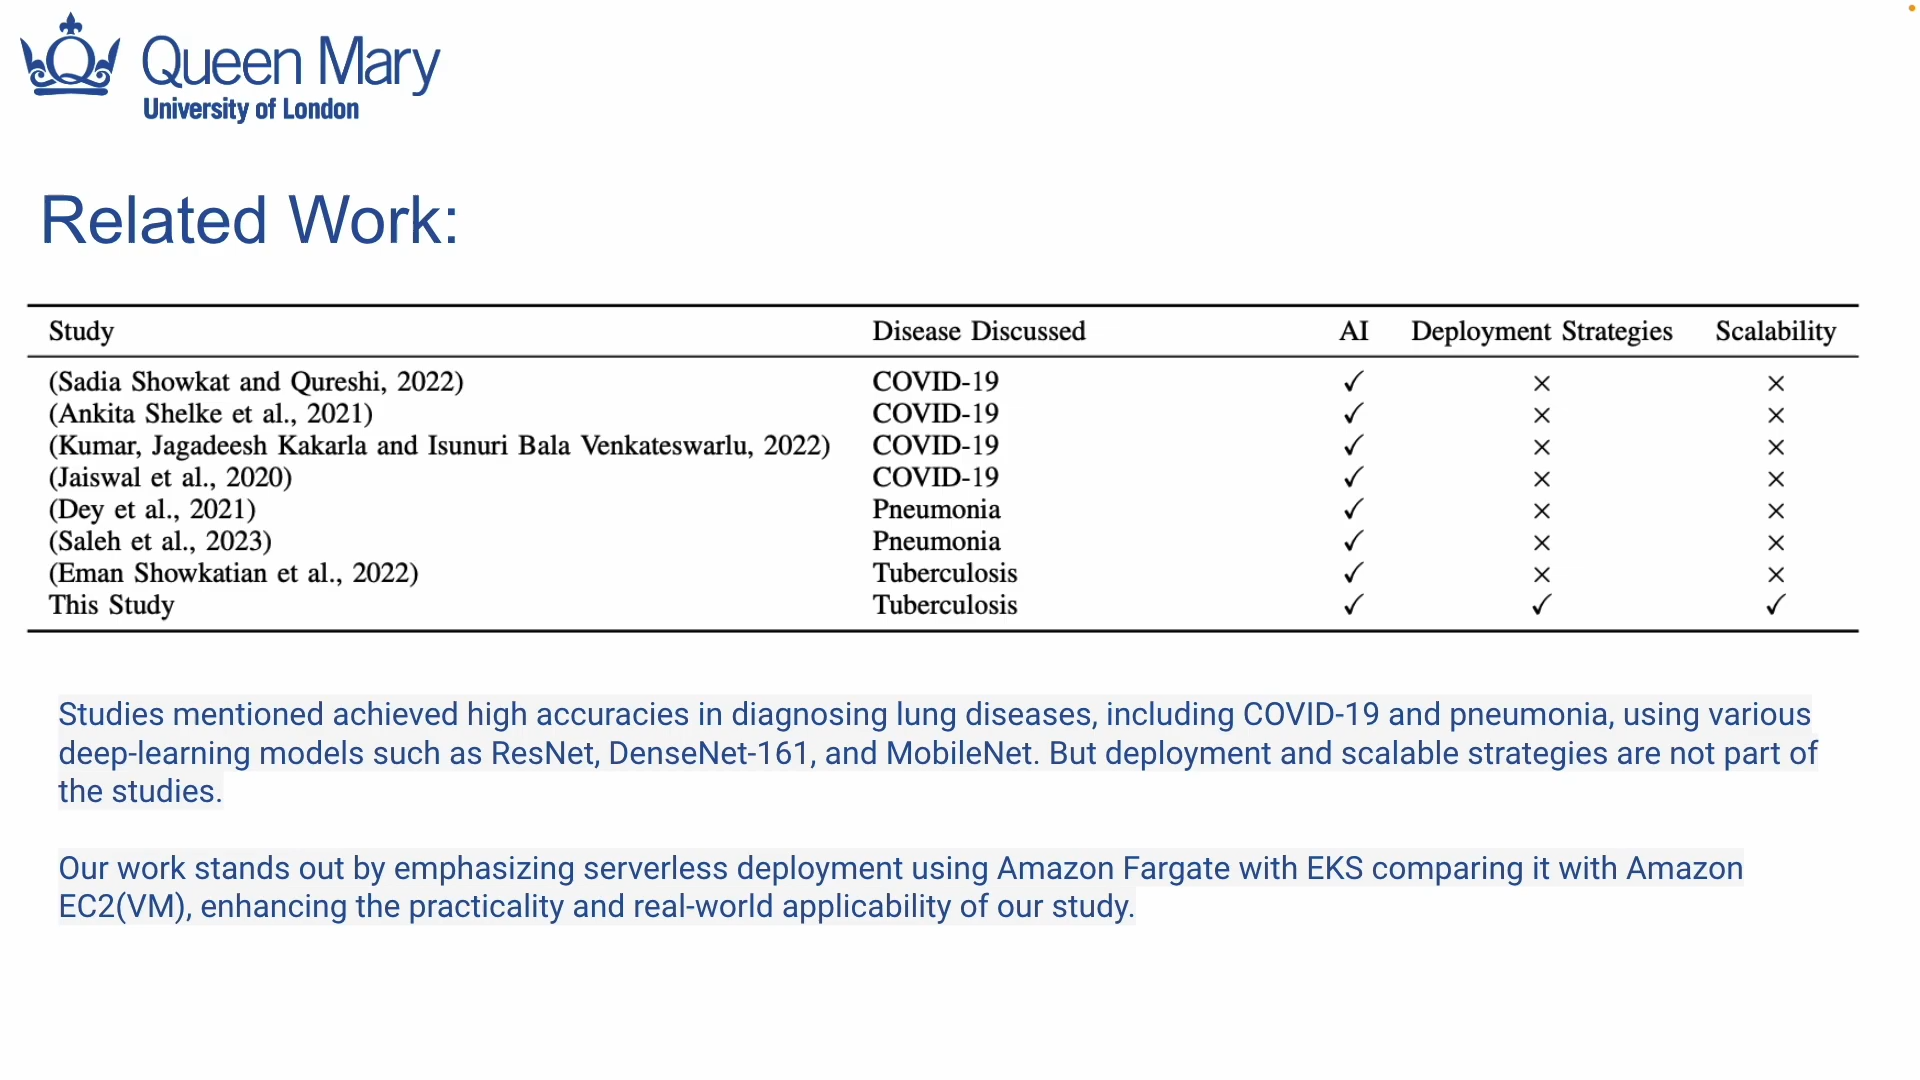 Queen Mary
University of London
Related Work:
Study Disease Discussed AI Deployment Strategies Scalability
(Sadia Showkat and Qureshi, 2022) COVID-19 ✓ × ×
(Ankita Shelke et al., 2021) COVID-19 ✓ × ×
(Kumar, Jagadeesh Kakarla and Isunuri Bala Venkateswarlu, 2022) COVID-19 ✓ × ×
(Jaiswal et al., 2020) COVID-19 ✓ × ×
(Dey et al., 2021) Pneumonia ✓ × ×
(Saleh et al., 2023) Pneumonia ✓ × ×
(Eman Showkatian et al., 2022) Tuberculosis ✓ × ×
This Study Tuberculosis ✓ ✓ ✓
Studies mentioned achieved high accuracies in diagnosing lung diseases, including COVID-19 and pneumonia, using various
deep-learning models such as ResNet, DenseNet-161, and MobileNet. But deployment and scalable strategies are not part of
the studies.
Our work stands out by emphasizing serverless deployment using Amazon Fargate with EKS comparing it with Amazon
EC2(VM), enhancing the practicality and real-world applicability of our study.